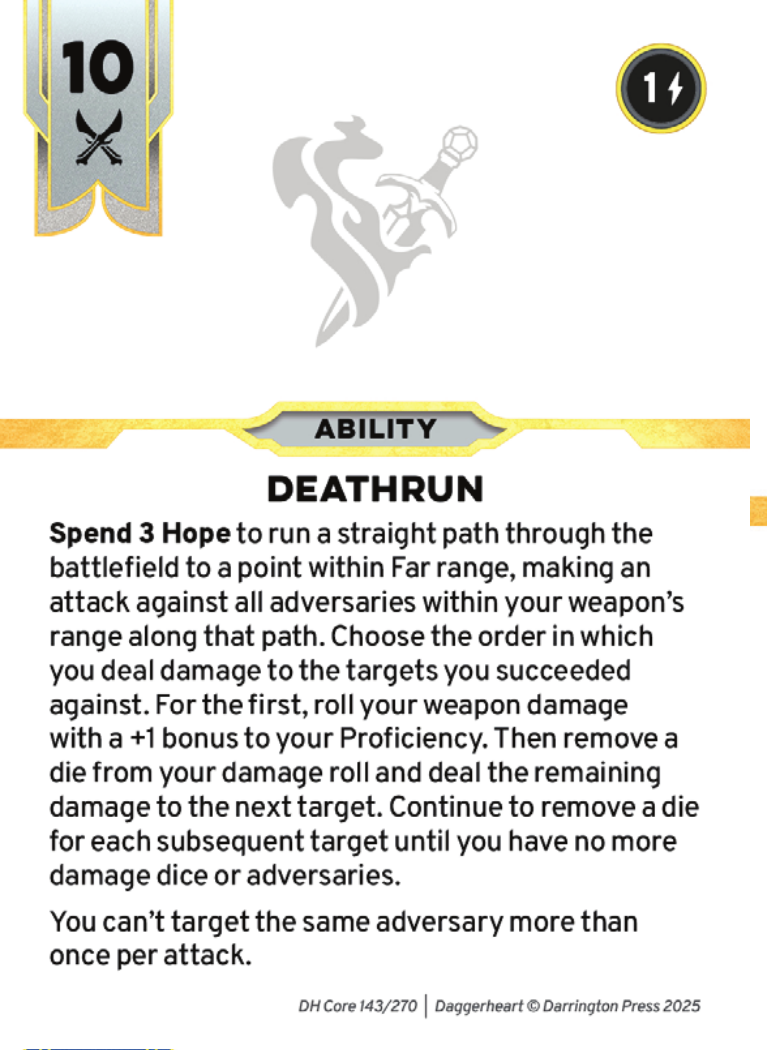 10
1
ABILITY
DEATHRUN
Spend 3 Hope to run a straight path through the
battlefield to a point within Far range, making an
attack against all adversaries within your weapon’s
range along that path. Choose the order in which
you deal damage to the targets you succeeded
against. For the first, roll your weapon damage
with a +1 bonus to your Proficiency. Then remove a
die from your damage roll and deal the remaining
damage to the next target. Continue to remove a die
for each subsequent target until you have no more
damage dice or adversaries.
You can’t target the same adversary more than
once per attack.
DH Core 143/270 | Daggerheart © Darrington Press 2025